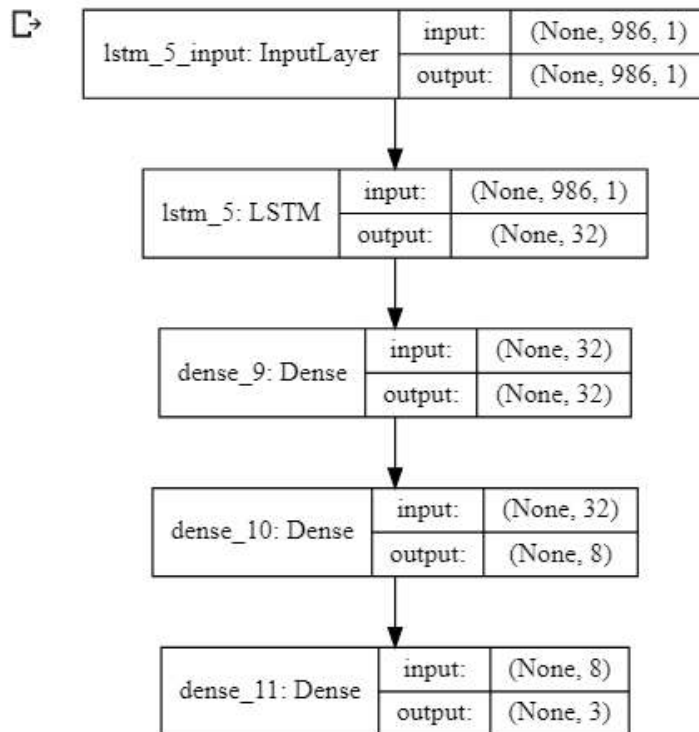 lstm_5_input: InputLayer
input: (None, 986, 1)
output: (None, 986, 1)
lstm_5: LSTM
input: (None, 986, 1)
output: (None, 32)
dense_9: Dense
input: (None, 32)
output: (None, 32)
dense_10: Dense
input: (None, 32)
output: (None, 8)
dense_11: Dense
input: (None, 8)
output: (None, 3)